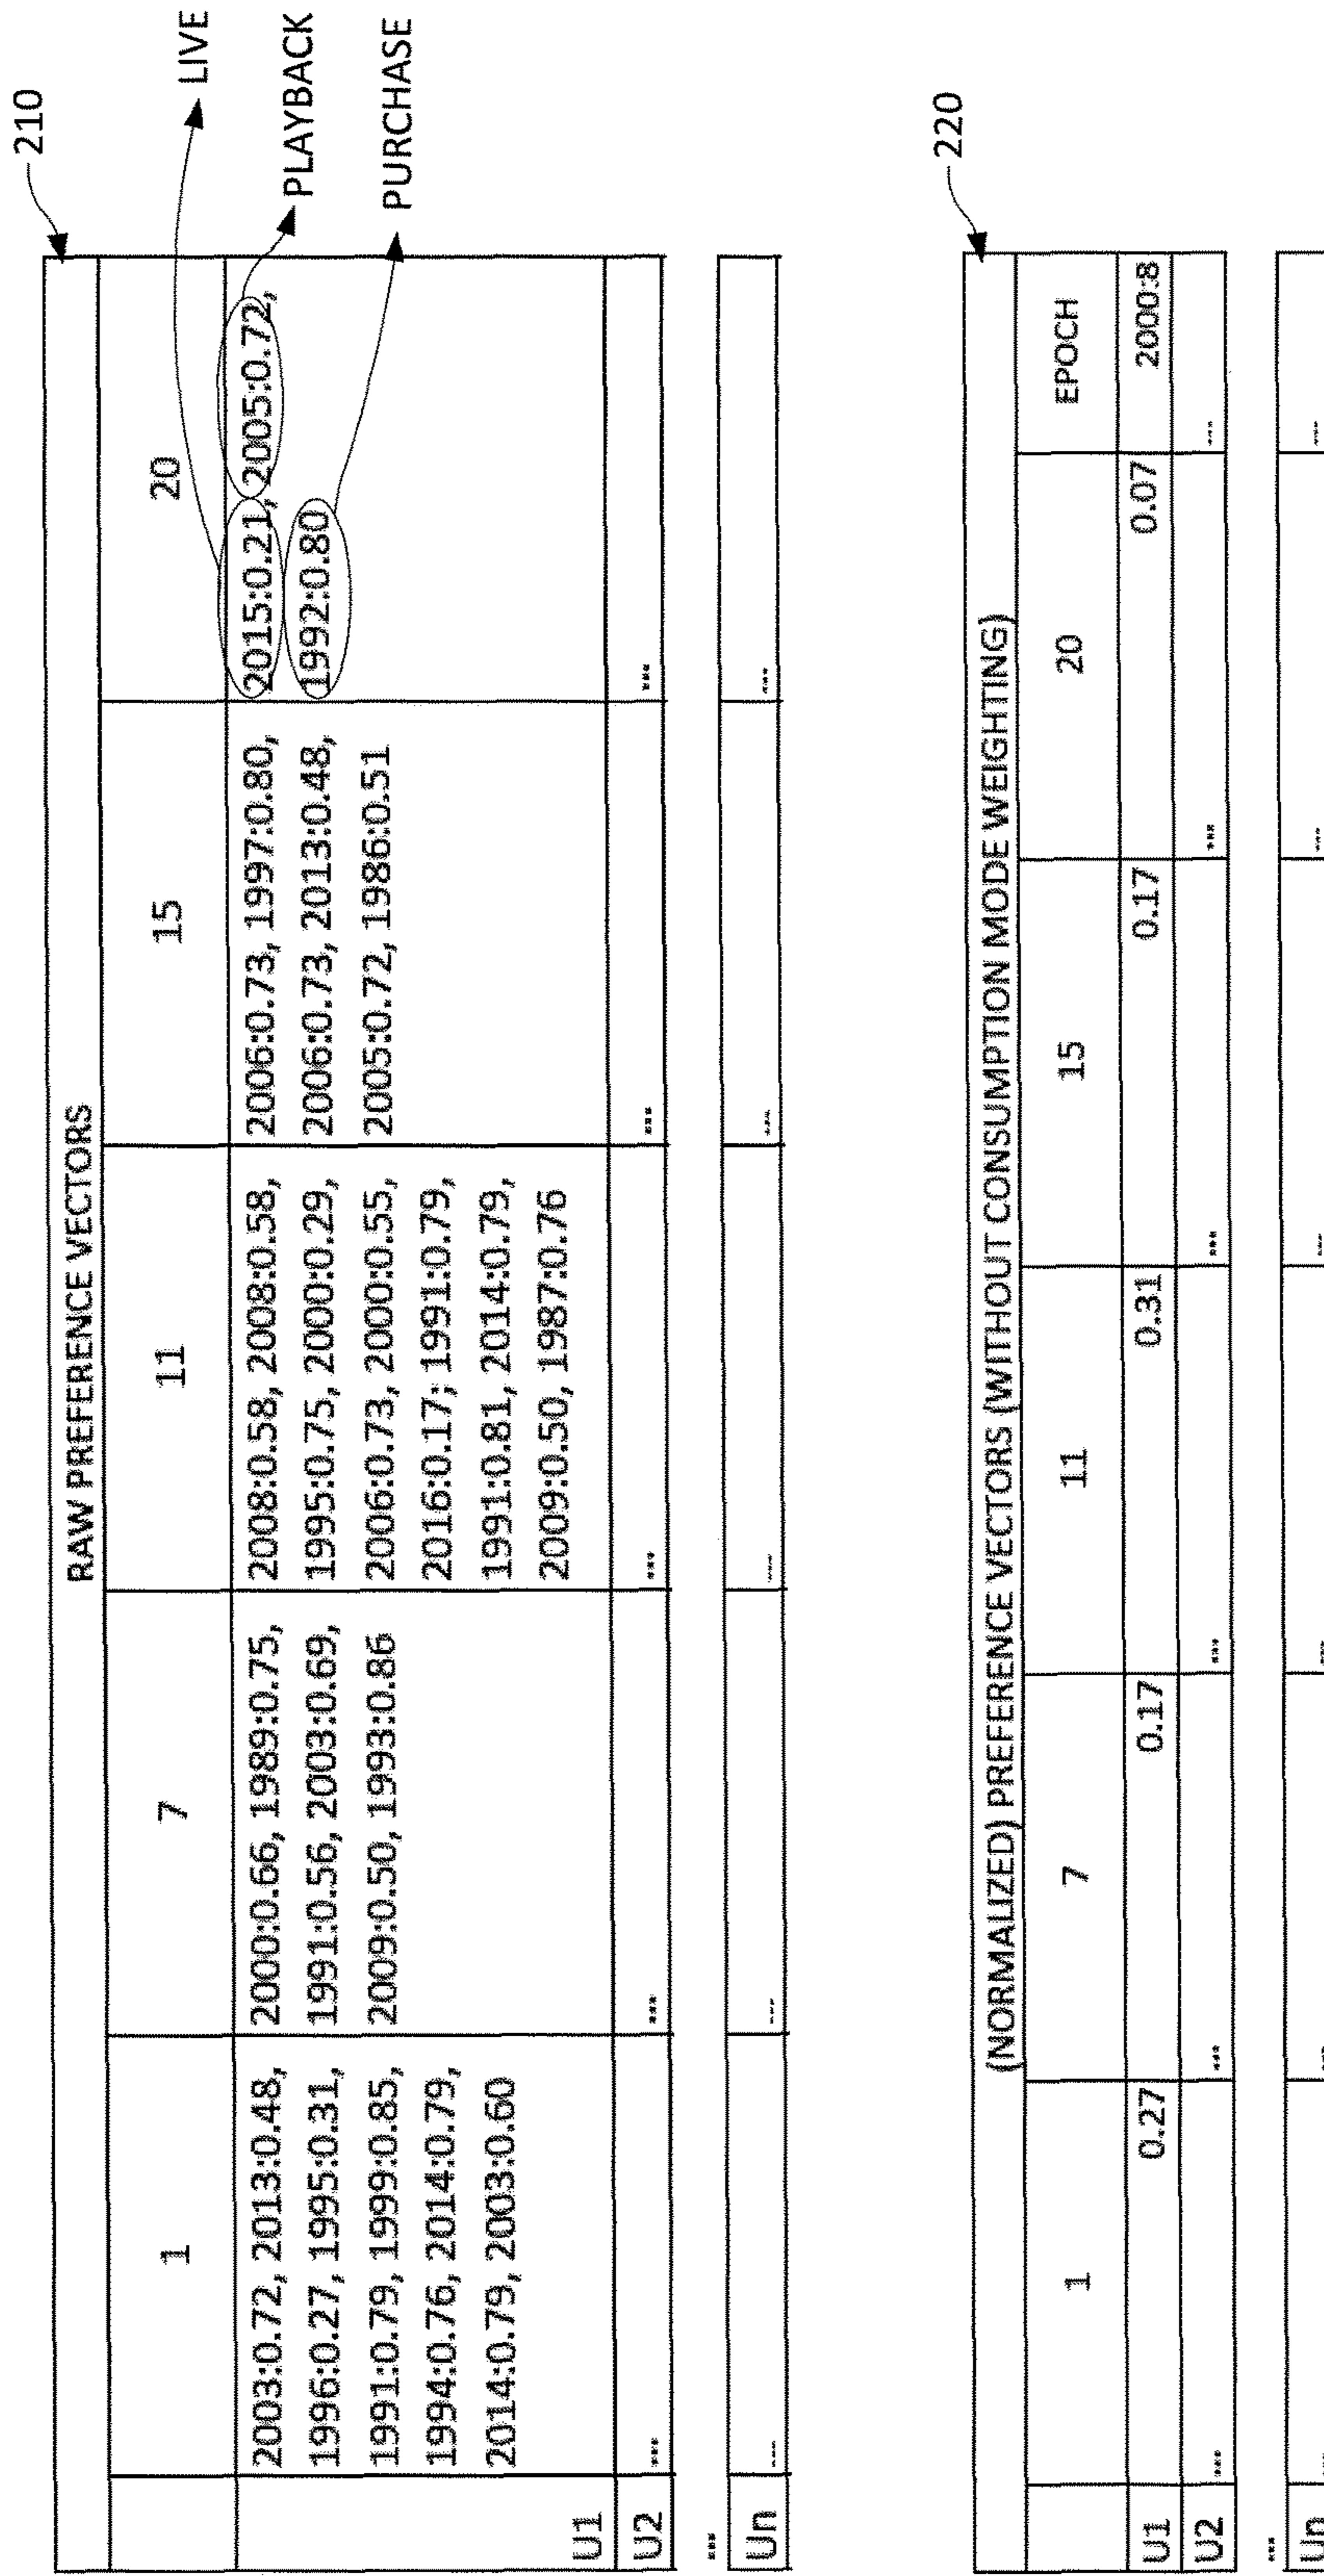 210
RAW PREFERENCE VECTORS
1 7 11 15 20
2003:0.72, 2013:0.48, 2000:0.66, 1989:0.75, 2008:0.58, 2008:0.58, 2006:0.73, 1997:0.80, 2015:0.21, 2005:0.72,
1996:0.27, 1995:0.31, 1991:0.56, 2003:0.69, 1995:0.75, 2000:0.29, 2006:0.73, 2013:0.48, 1992:0.80
1991:0.79, 1999:0.85, 2009:0.50, 1993:0.86 2006:0.73, 2000:0.55, 2005:0.72, 1986:0.51
1994:0.76, 2014:0.79, 2016:0.17; 1991:0.79,
2014:0.79, 2003:0.60 1991:0.81, 2014:0.79,
2009:0.50, 1987:0.76
U1
U2 ... ... ... ... ...
...
Un ... ... ... ... ...
LIVE
PLAYBACK
PURCHASE
220
(NORMALIZED) PREFERENCE VECTORS (WITHOUT CONSUMPTION MODE WEIGHTING)
1 7 11 15 20 EPOCH
U1 0.27 0.17 0.31 0.17 0.07 2000:8
U2 ... ... ... ... ... ...
...
Un ... ... ... ... ... ...